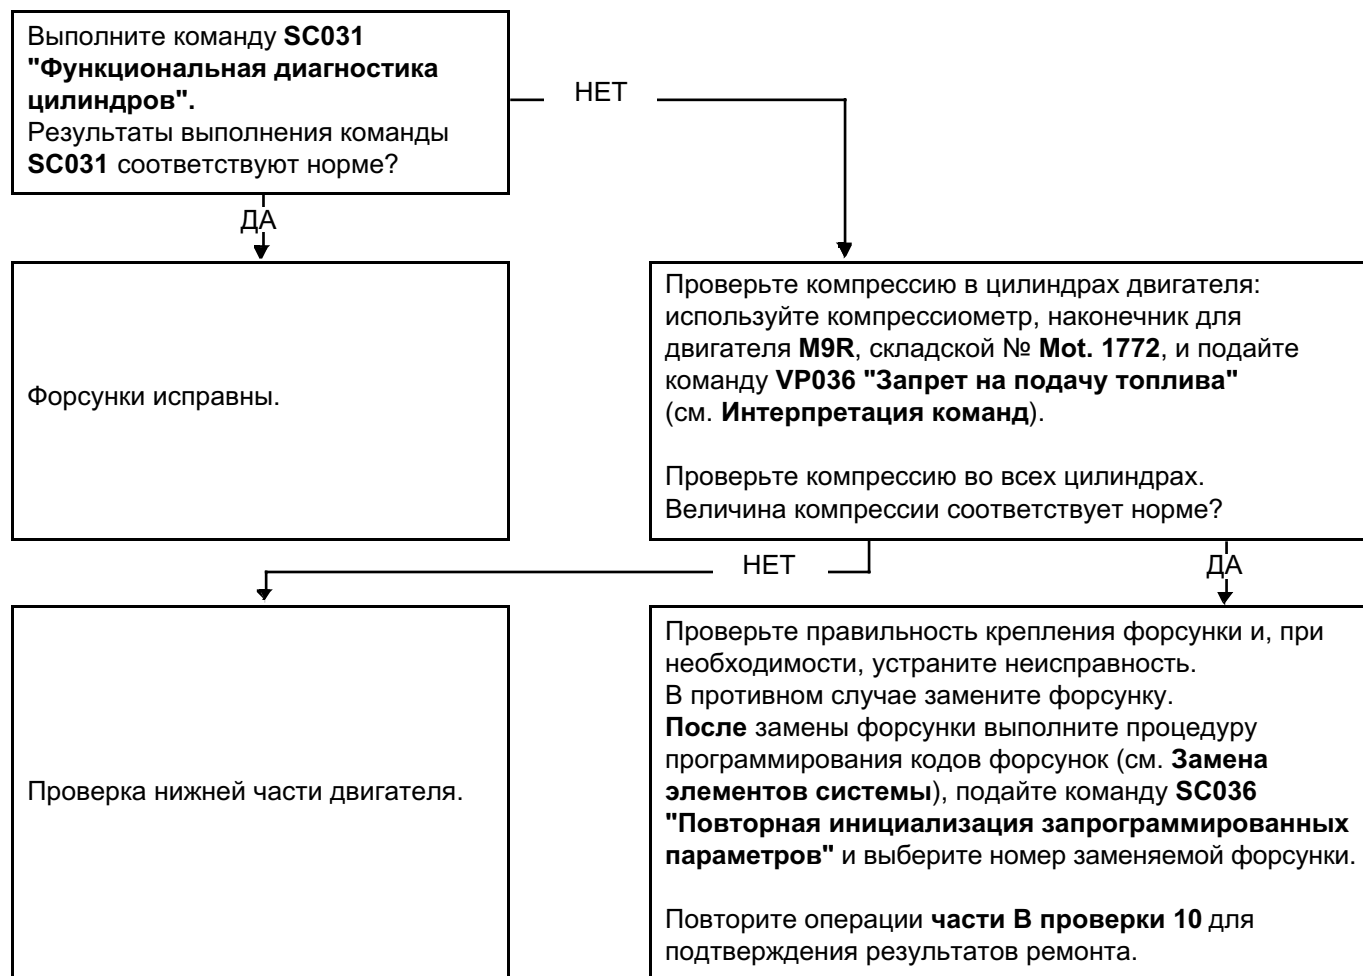 Выполните команду SC031
"Функциональная диагностика
цилиндров".
Результаты выполнения команды
SC031 соответствуют норме?
НЕТ
ДА
Форсунки исправны.
Проверьте компрессию в цилиндрах двигателя:
используйте компрессиометр, наконечник для
двигателя M9R, складской № Mot. 1772, и подайте
команду VP036 "Запрет на подачу топлива"
(см. Интерпретация команд).
Проверьте компрессию во всех цилиндрах.
Величина компрессии соответствует норме?
НЕТ
ДА
Проверка нижней части двигателя.
Проверьте правильность крепления форсунки и, при
необходимости, устраните неисправность.
В противном случае замените форсунку.
После замены форсунки выполните процедуру
программирования кодов форсунок (см. Замена
элементов системы), подайте команду SC036
"Повторная инициализация запрограммированных
параметров" и выберите номер заменяемой форсунки.
Повторите операции части B проверки 10 для
подтверждения результатов ремонта.